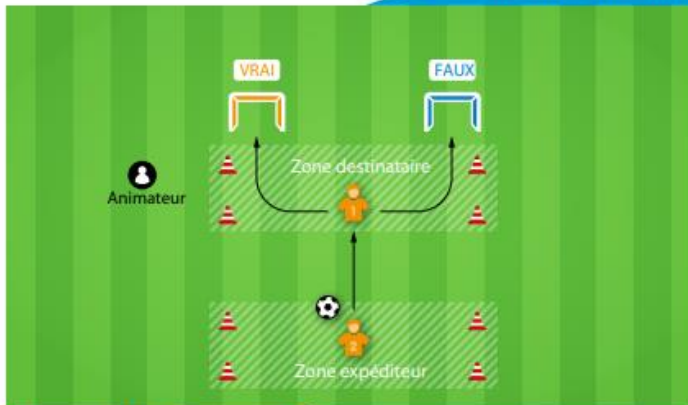 VRAI
FAUX
Zone destinataire
Animateur
1
2
Zone expéditeur